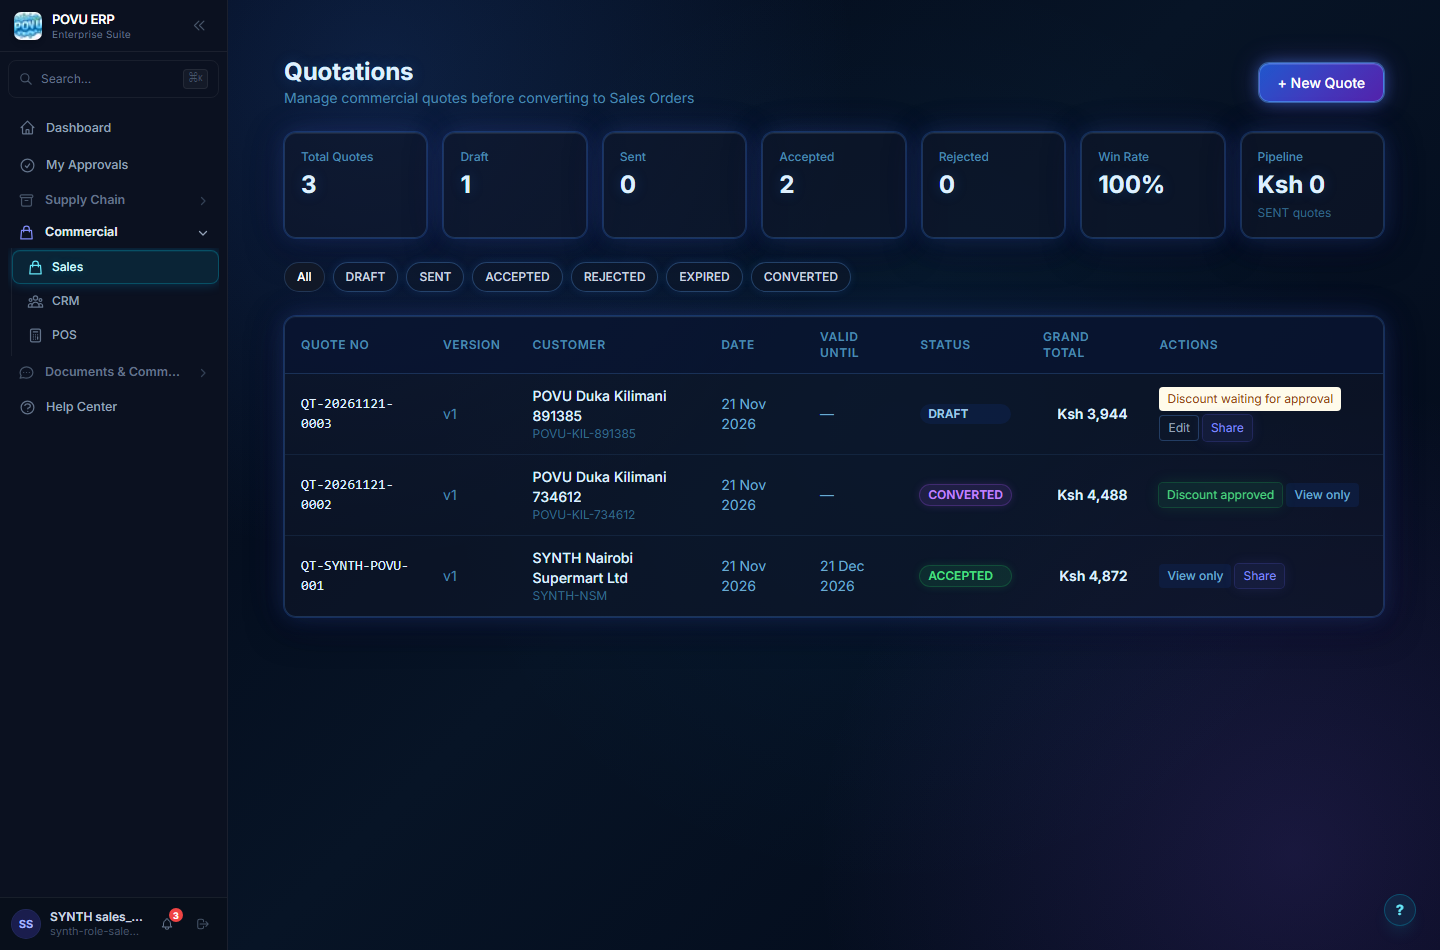 POVU
POVU ERP
Enterprise Suite
Search...
⌘K
Dashboard
My Approvals
Supply Chain
Commercial
Sales
CRM
POS
Documents & Comm...
Help Center
SS
SYNTH sales_...
synth-role-sale...
3
Quotations
Manage commercial quotes before converting to Sales Orders
+ New Quote
Total Quotes
3
Draft
1
Sent
0
Accepted
2
Rejected
0
Win Rate
100%
Pipeline
Ksh 0
SENT quotes
All DRAFT SENT ACCEPTED REJECTED EXPIRED CONVERTED
QUOTE NO VERSION CUSTOMER DATE VALID UNTIL STATUS GRAND TOTAL ACTIONS
QT-20261121-
0003
v1
POVU Duka Kilimani
891385
POVU-KIL-891385
21 Nov
2026
—
DRAFT
Ksh 3,944
Discount waiting for approval
Edit Share
QT-20261121-
0002
v1
POVU Duka Kilimani
734612
POVU-KIL-734612
21 Nov
2026
—
CONVERTED
Ksh 4,488
Discount approved View only
QT-SYNTH-POVU-
001
v1
SYNTH Nairobi
Supermart Ltd
SYNTH-NSM
21 Nov
2026
21 Dec
2026
ACCEPTED
Ksh 4,872
View only Share
?